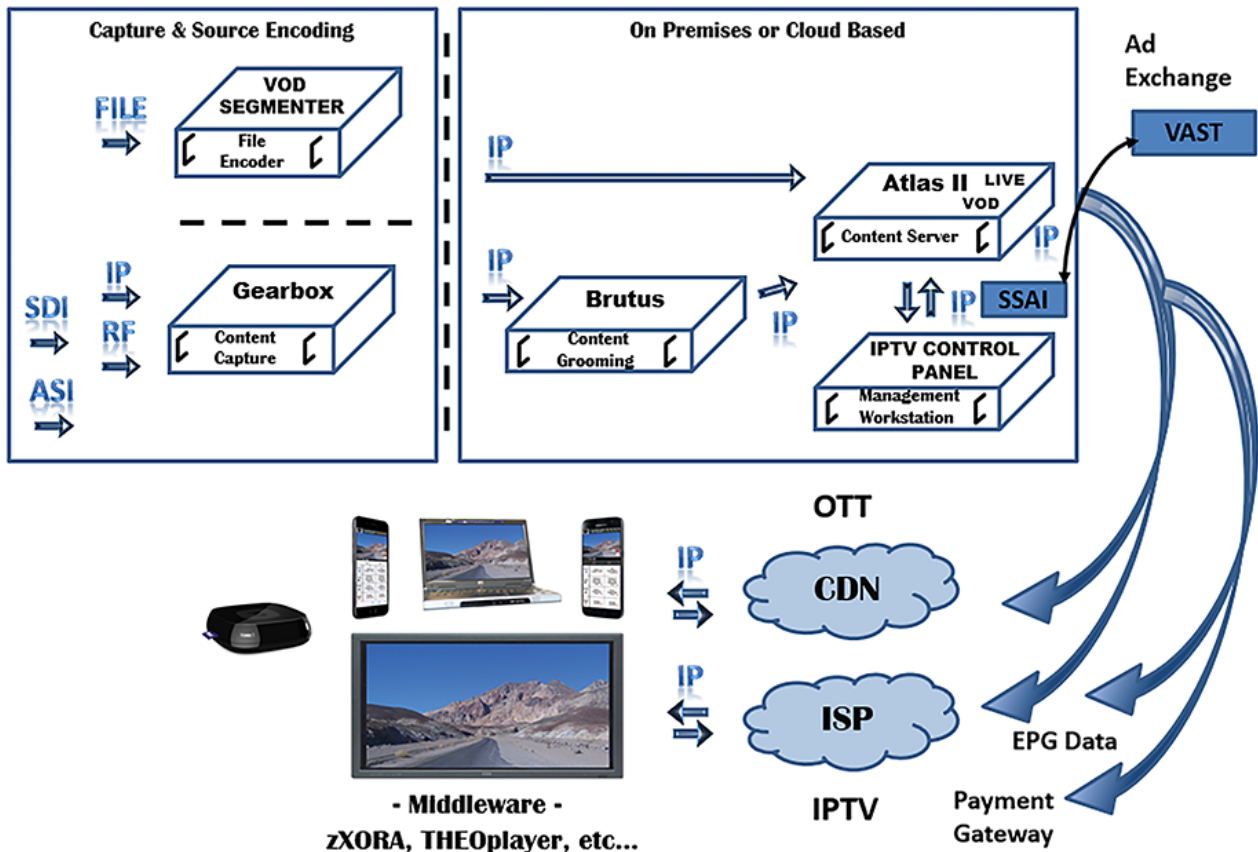 Capture & Source Encoding
FILE
VOD
SEGMENTER
File
Encoder
IP
SDI
RF
ASI
Gearbox
Content
Capture
On Premises or Cloud Based
IP
Atlas II LIVE
VOD
Content Server
IP
IP
Brutus
Content
Grooming
IP
IP
SSAI
IPTV CONTROL
PANEL
Management
Workstation
Ad
Exchange
VAST
OTT
IP
CDN
IP
ISP
IPTV
EPG Data
Payment
Gateway
- Middleware -
zXORA, THEOplayer, etc...